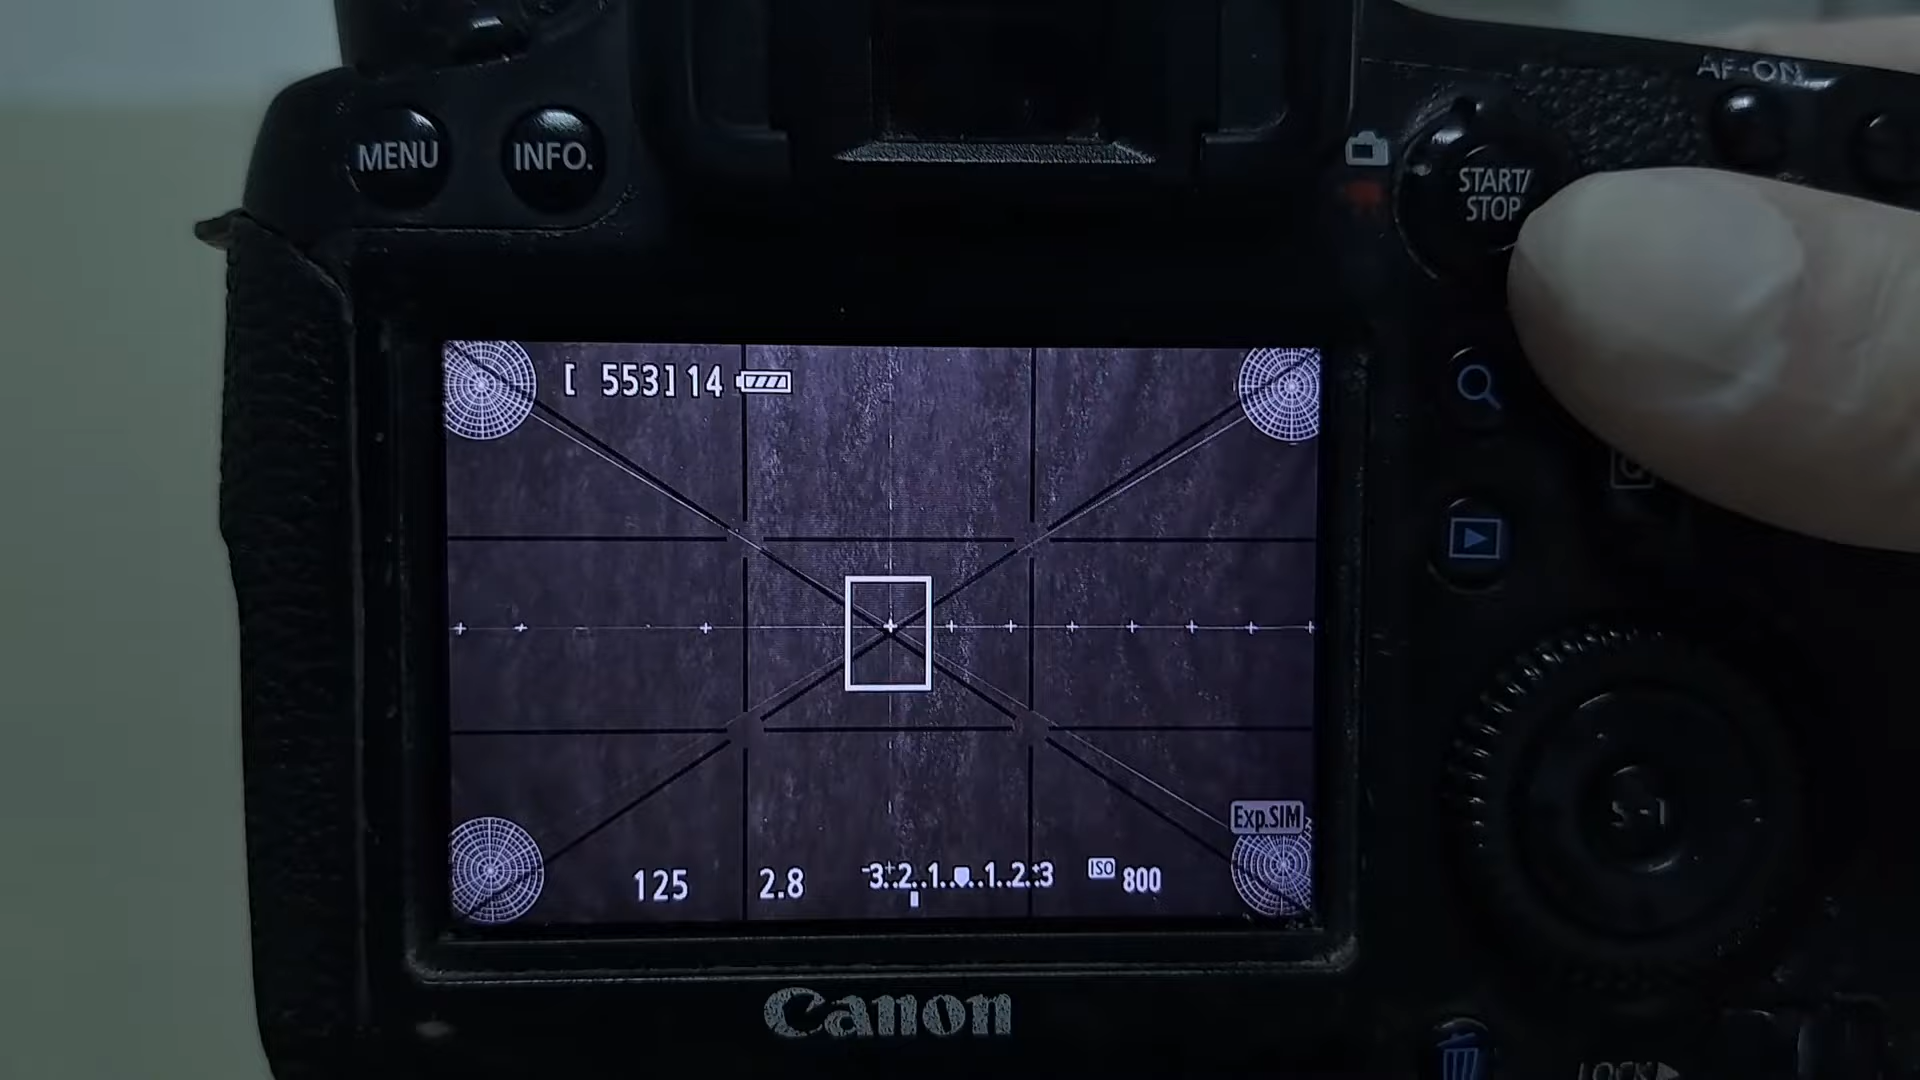 AF-ON
MENU
INFO.
START/
STOP
[ 553] 14
Exp.SIM
125
2.8
-3..2..1..▼..1..2..+3
ISO 800
Canon
LOCK▶